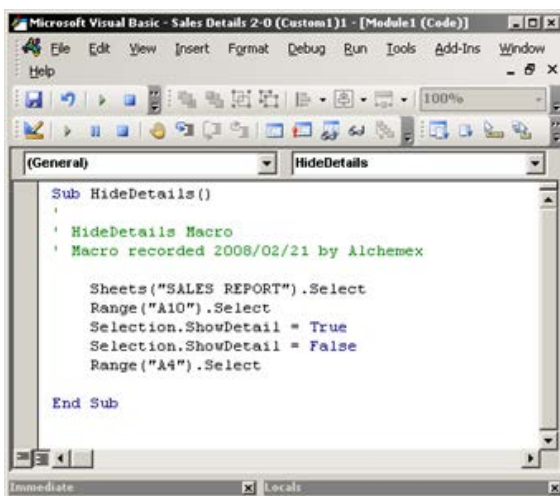 Microsoft Visual Basic - Sales Details 2-0 (Custom1)1 - [Module1 (Code)]
File Edit View Insert Format Debug Run Tools Add-Ins Window
Help
100%
(General) HideDetails
Sub HideDetails()
'
' HideDetails Macro
' Macro recorded 2008/02/21 by Alchemex
Sheets("SALES REPORT").Select
Range("A10").Select
Selection.ShowDetail = True
Selection.ShowDetail = False
Range("A4").Select
End Sub
Immediate Locals